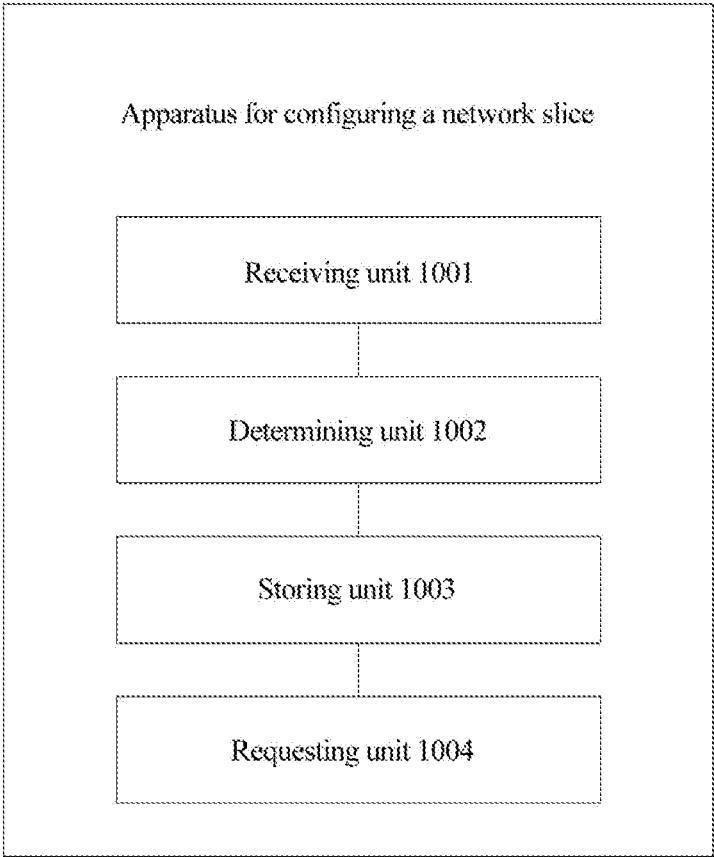 Apparatus for configuring a network slice
Receiving unit 1001
Determining unit 1002
Storing unit 1003
Requesting unit 1004